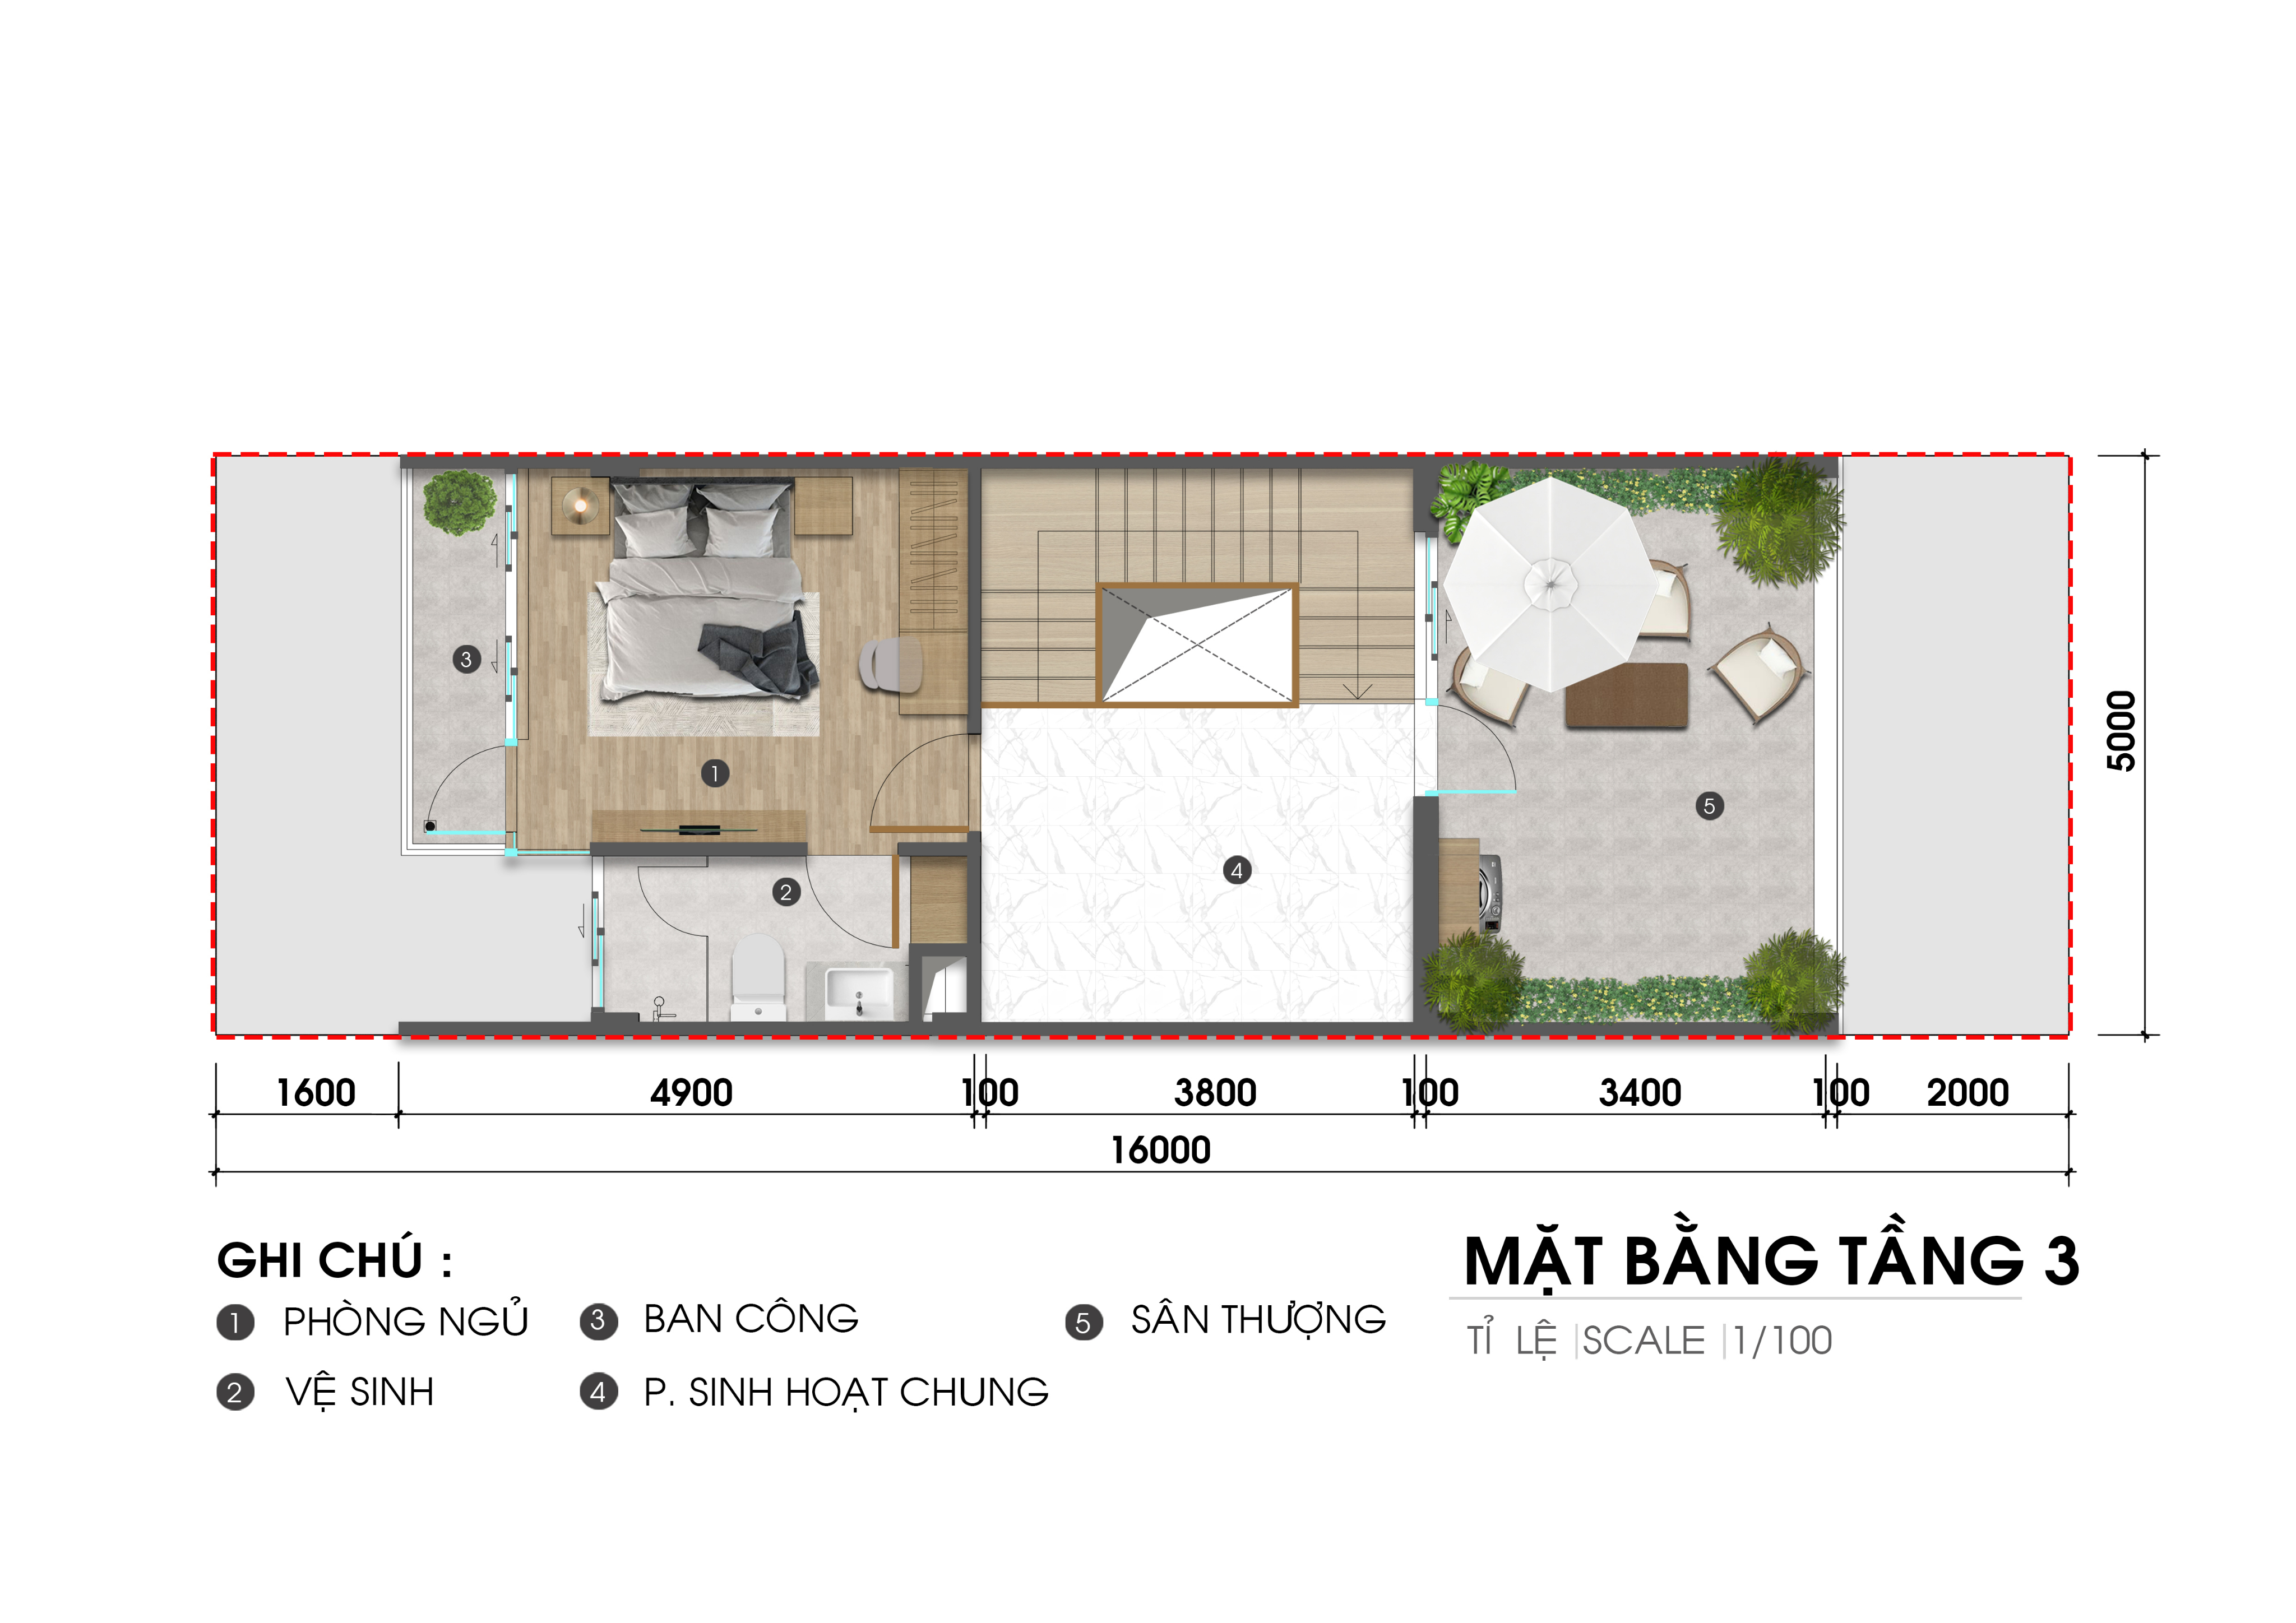 3
1
2
4
5
5000
1600 4900 100 3800 100 3400 100 2000
16000
GHI CHÚ :
1 PHÒNG NGỦ
2 VỆ SINH
3 BAN CÔNG
4 P. SINH HOẠT CHUNG
5 SÂN THƯỢNG
MẶT BẰNG TẦNG 3
TỈ LỆ |SCALE |1/100